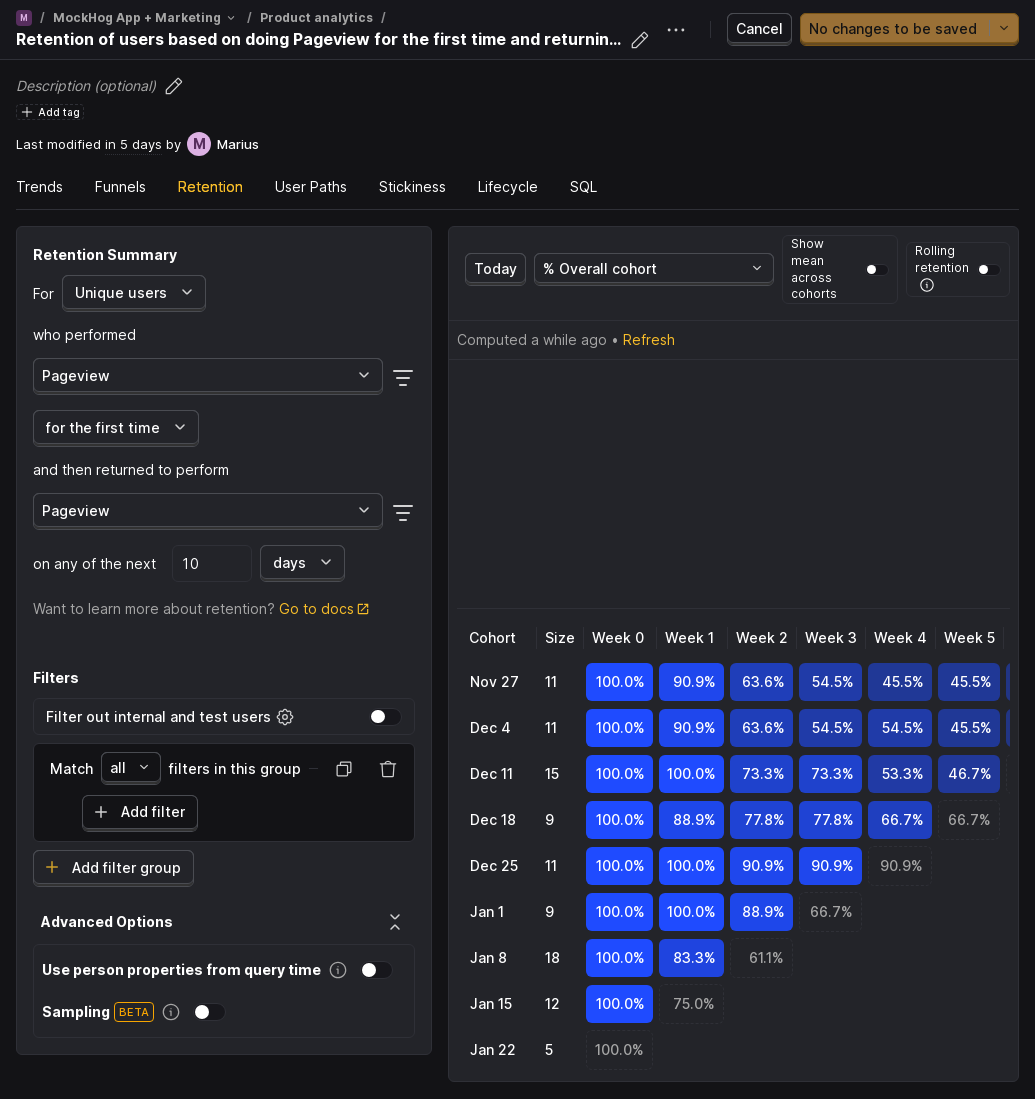 M / MockHog App + Marketing / Product analytics /
Retention of users based on doing Pageview for the first time and returnin...
Cancel
No changes to be saved
Description (optional)
Add tag
Last modified in 5 days by M Marius
Trends Funnels Retention User Paths Stickiness Lifecycle SQL
Retention Summary
For Unique users
who performed
Pageview
for the first time
and then returned to perform
Pageview
on any of the next 10 days
Want to learn more about retention? Go to docs
Filters
Filter out internal and test users
Match all filters in this group
Add filter
Add filter group
Advanced Options
Use person properties from query time
Sampling BETA
Today
% Overall cohort
Show
mean
across
cohorts
Rolling
retention
Computed a while ago • Refresh
Cohort Size Week 0 Week 1 Week 2 Week 3 Week 4 Week 5
Nov 27 11 100.0% 90.9% 63.6% 54.5% 45.5% 45.5%
Dec 4 11 100.0% 90.9% 63.6% 54.5% 54.5% 45.5%
Dec 11 15 100.0% 100.0% 73.3% 73.3% 53.3% 46.7%
Dec 18 9 100.0% 88.9% 77.8% 77.8% 66.7% 66.7%
Dec 25 11 100.0% 100.0% 90.9% 90.9% 90.9%
Jan 1 9 100.0% 100.0% 88.9% 66.7%
Jan 8 18 100.0% 83.3% 61.1%
Jan 15 12 100.0% 75.0%
Jan 22 5 100.0%